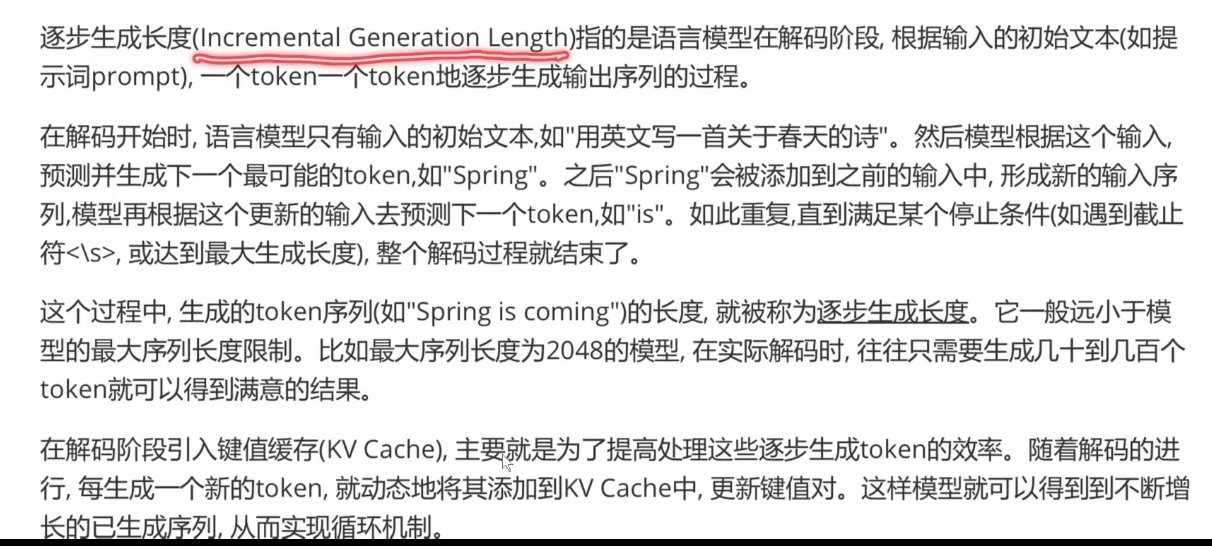 逐步生成长度(Incremental Generation Length)指的是语言模型在解码阶段, 根据输入的初始文本(如提
示词prompt), 一个token一个token地逐步生成输出序列的过程。
在解码开始时, 语言模型只有输入的初始文本,如"用英文写一首关于春天的诗"。然后模型根据这个输入,
预测并生成下一个最可能的token,如"Spring"。之后"Spring"会被添加到之前的输入中, 形成新的输入序
列,模型再根据这个更新的输入去预测下一个token,如"is"。如此重复,直到满足某个停止条件(如遇到截止
符<\s>, 或达到最大生成长度), 整个解码过程就结束了。
这个过程中, 生成的token序列(如"Spring is coming")的长度, 就被称为逐步生成长度。它一般远小于模
型的最大序列长度限制。比如最大序列长度为2048的模型, 在实际解码时, 往往只需要生成几十到几百个
token就可以得到满意的结果。
在解码阶段引入键值缓存(KV Cache), 主要就是为了提高处理这些逐步生成token的效率。随着解码的进
行, 每生成一个新的token, 就动态地将其添加到KV Cache中, 更新键值对。这样模型就可以得到到不断增
长的已生成序列, 从而实现循环机制。